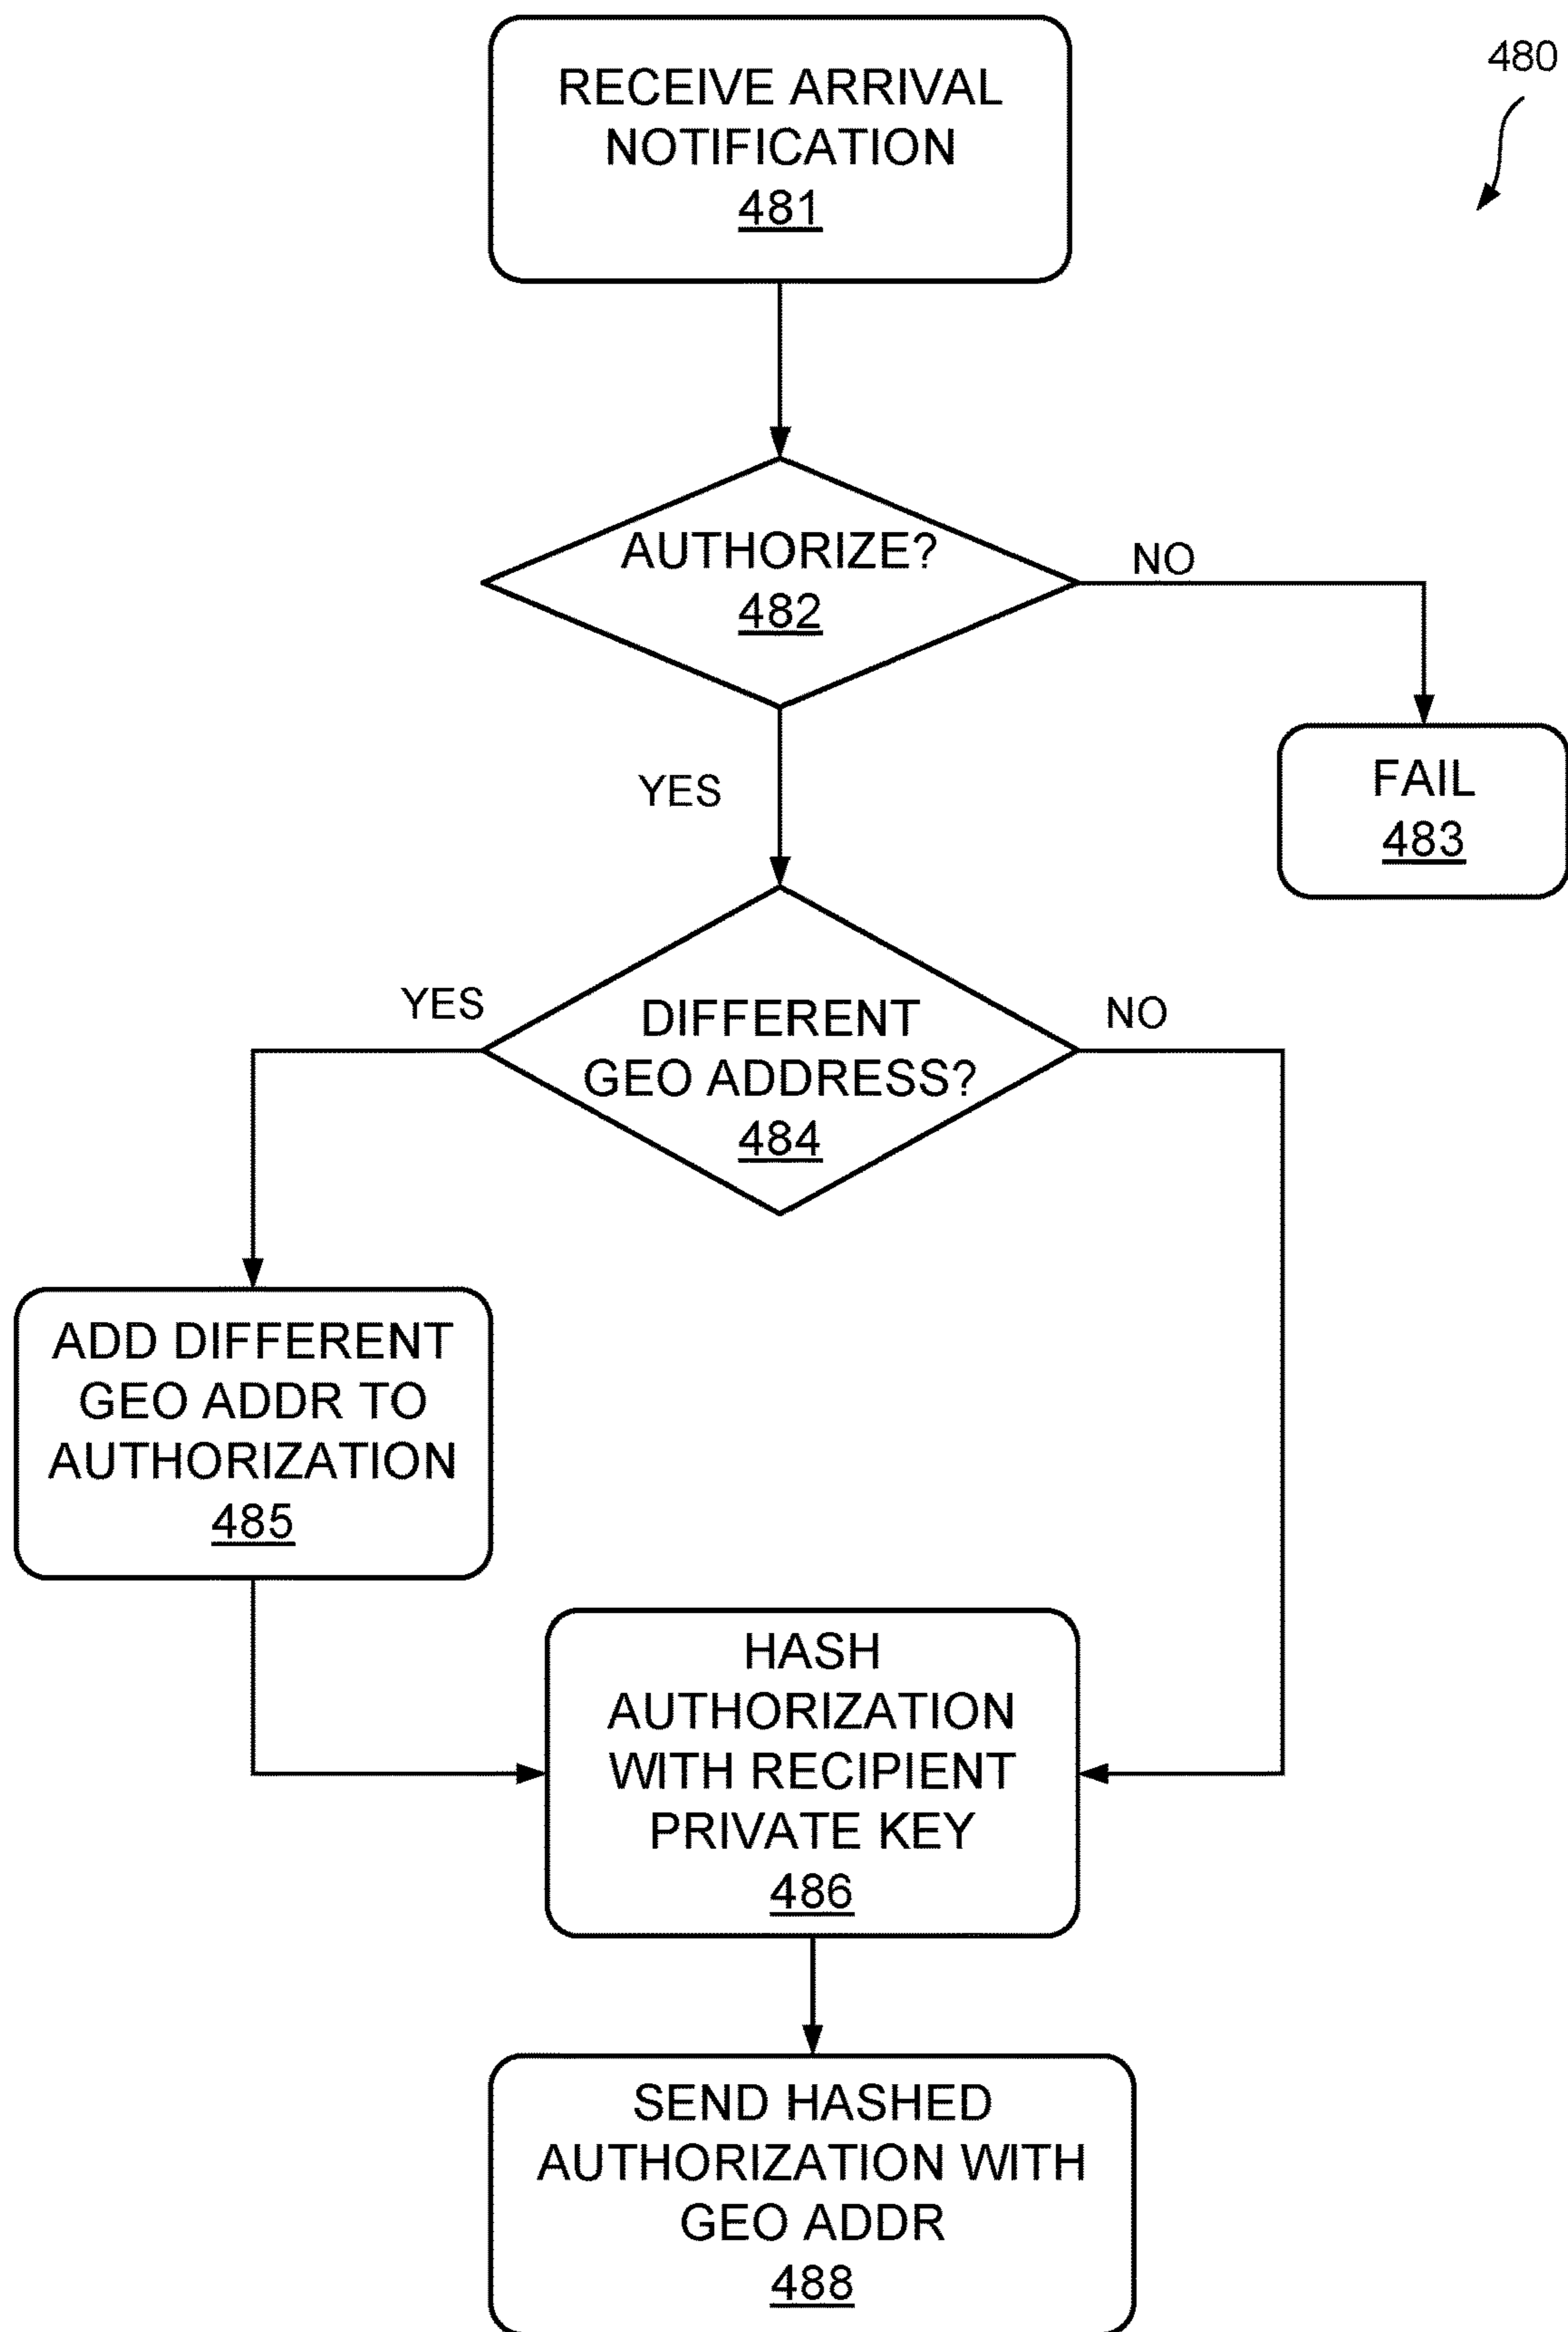 RECEIVE ARRIVAL
NOTIFICATION
481
480
AUTHORIZE?
482
NO
FAIL
483
YES
YES
DIFFERENT
GEO ADDRESS?
484
NO
ADD DIFFERENT
GEO ADDR TO
AUTHORIZATION
485
HASH
AUTHORIZATION
WITH RECIPIENT
PRIVATE KEY
486
SEND HASHED
AUTHORIZATION WITH
GEO ADDR
488